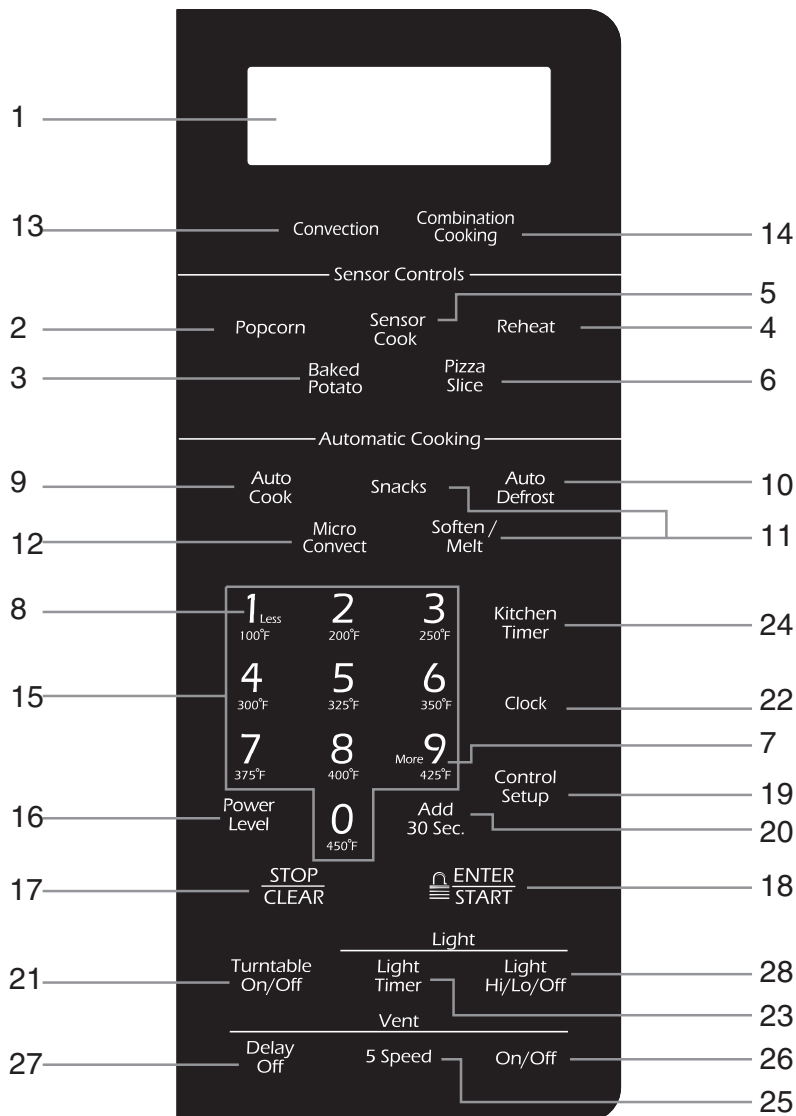 1
13 Convection Combination Cooking 14
Sensor Controls
5
2 Popcorn Sensor Cook Reheat 4
3 Baked Potato Pizza Slice 6
Automatic Cooking
9 Auto Cook Snacks Auto Defrost 10
12 Micro Convect Soften / Melt 11
8 1 Less 2 3 Kitchen Timer 24
100°F 200°F 250°F
15 4 5 6 Clock 22
300°F 325°F 350°F
7 8 More 9 7
375°F 400°F 425°F
Control Setup 19
16 Power Level 0 Add 30 Sec. 20
450°F
17 STOP CLEAR ENTER START 18
Light
21 Turntable On/Off Light Timer Light Hi/Lo/Off 28
23
Vent
27 Delay Off 5 Speed On/Off 26
25